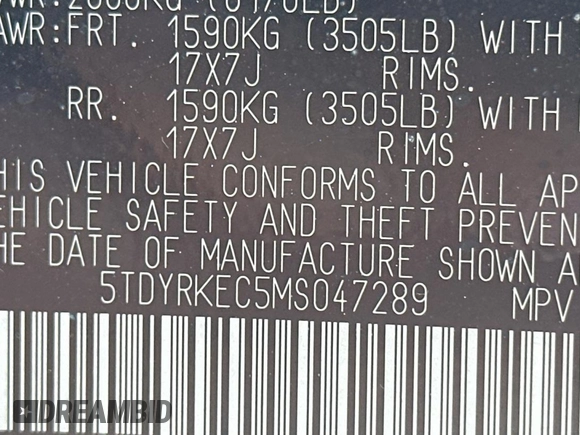 AWR:FRT. 1590KG (3505LB) WITH
17X7J RIMS.
RR. 1590KG (3505LB) WITH
17X7J RIMS.
HIS VEHICLE CONFORMS TO ALL AP
EHICLE SAFETY AND THEFT PREVEN
HE DATE OF MANUFACTURE SHOWN A
5TDYRKEC5MS047289 MPV
DREAMBID